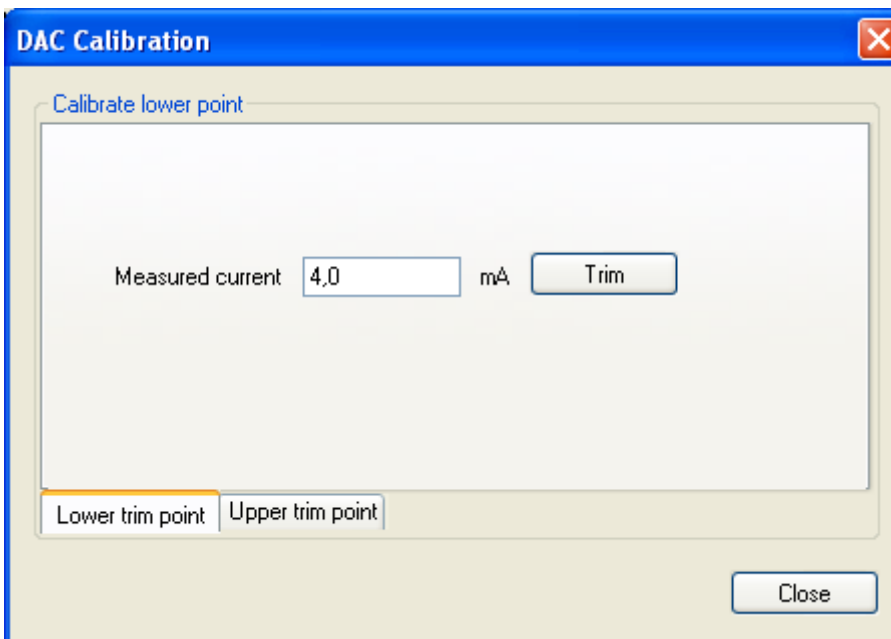 DAC Calibration
Calibrate lower point
Measured current 4,0 mA Trim
Lower trim point Upper trim point
Close